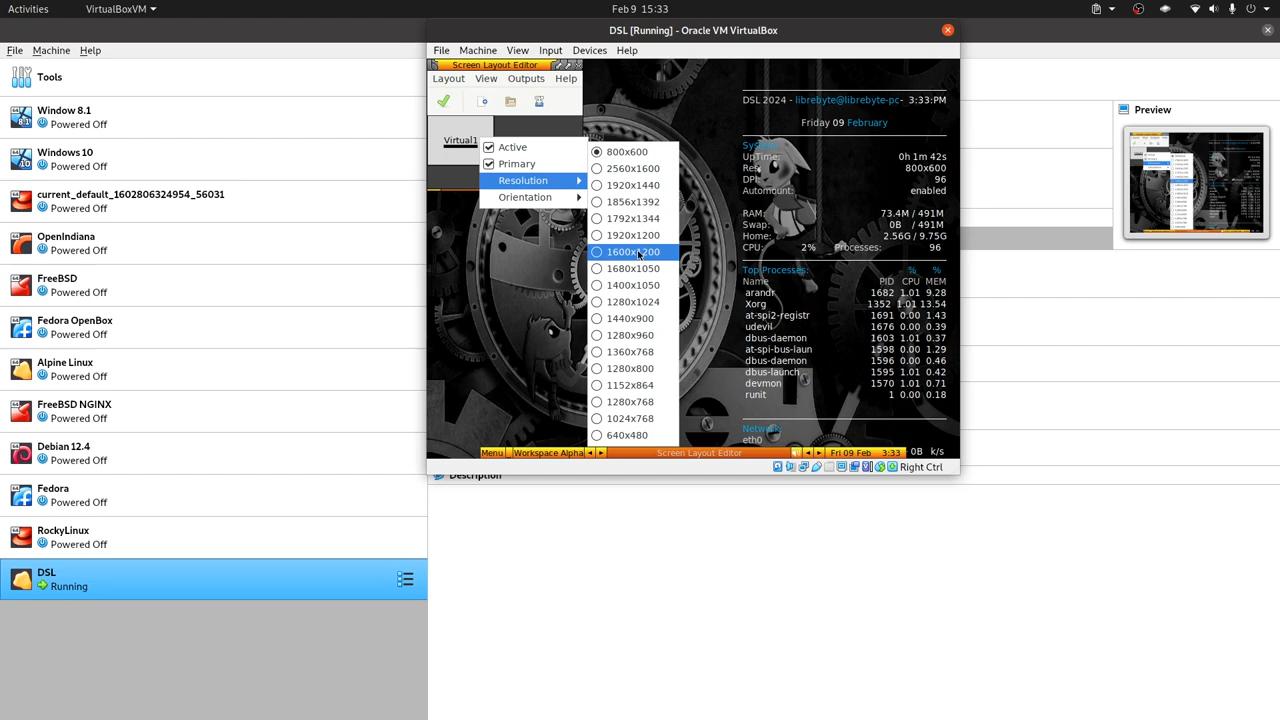 Activities VirtualBoxVM Feb 9 15:33
File Machine Help
Tools
Window 8.1
Powered Off
Windows 10
Powered Off
current_default_1602806324954_56031
Powered Off
OpenIndiana
Powered Off
FreeBSD
Powered Off
Fedora OpenBox
Powered Off
Alpine Linux
Powered Off
FreeBSD NGINX
Powered Off
Debian 12.4
Powered Off
Fedora
Powered Off
RockyLinux
Powered Off
DSL
Running
DSL [Running] - Oracle VM VirtualBox
File Machine View Input Devices Help
Screen Layout Editor
Layout View Outputs Help
Virtual1
Active
Primary
Resolution
Orientation
800x600
2560x1600
1920x1440
1856x1392
1792x1344
1920x1200
1600x1200
1680x1050
1400x1050
1280x1024
1440x900
1280x960
1360x768
1280x800
1152x864
1280x768
1024x768
640x480
DSL 2024 - librebyte@librebyte-pc- 3:33:PM
Friday 09 February
UpTime: 0h 1m 42s
800x600
96
Automount: enabled
RAM: 73.4M / 491M
Swap: 0B / 491M
Home: 2.56G / 9.75G
CPU: 2% Processes: 96
Top Processes: % %
Name PID CPU MEM
arandr 1682 1.01 9.28
Xorg 1352 1.01 13.54
at-spi2-registr 1691 0.00 1.43
udevil 1676 0.00 0.39
dbus-daemon 1603 1.01 0.37
at-spi-bus-laun 1598 0.00 1.29
dbus-daemon 1596 0.00 0.46
dbus-launch 1595 1.01 0.42
devmon 1570 1.01 0.71
runit 1 0.00 0.18
Network:
eth0
0B k/s
Menu Workspace Alpha Screen Layout Editor Fri 09 Feb 3:33
Right Ctrl
Description
Preview